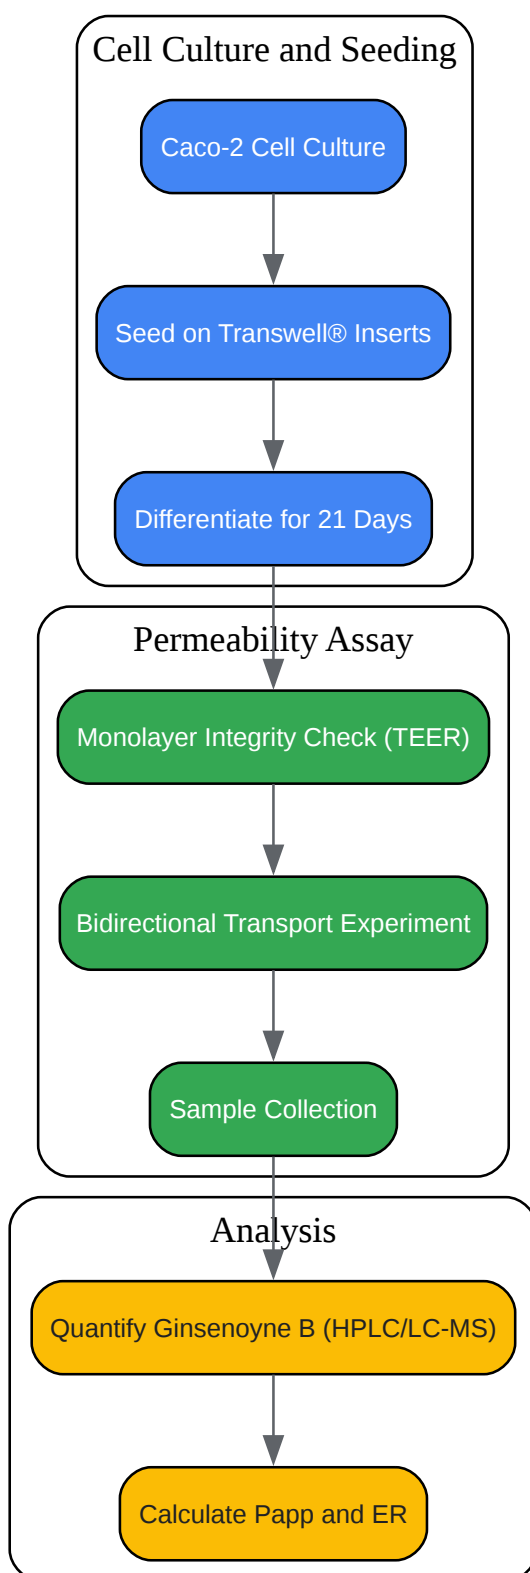 Cell Culture and Seeding
Caco-2 Cell Culture
Seed on Transwell® Inserts
Differentiate for 21 Days
Permeability Assay
Monolayer Integrity Check (TEER)
Bidirectional Transport Experiment
Sample Collection
Analysis
Quantify Ginsenoyne B (HPLC/LC-MS)
Calculate Papp and ER